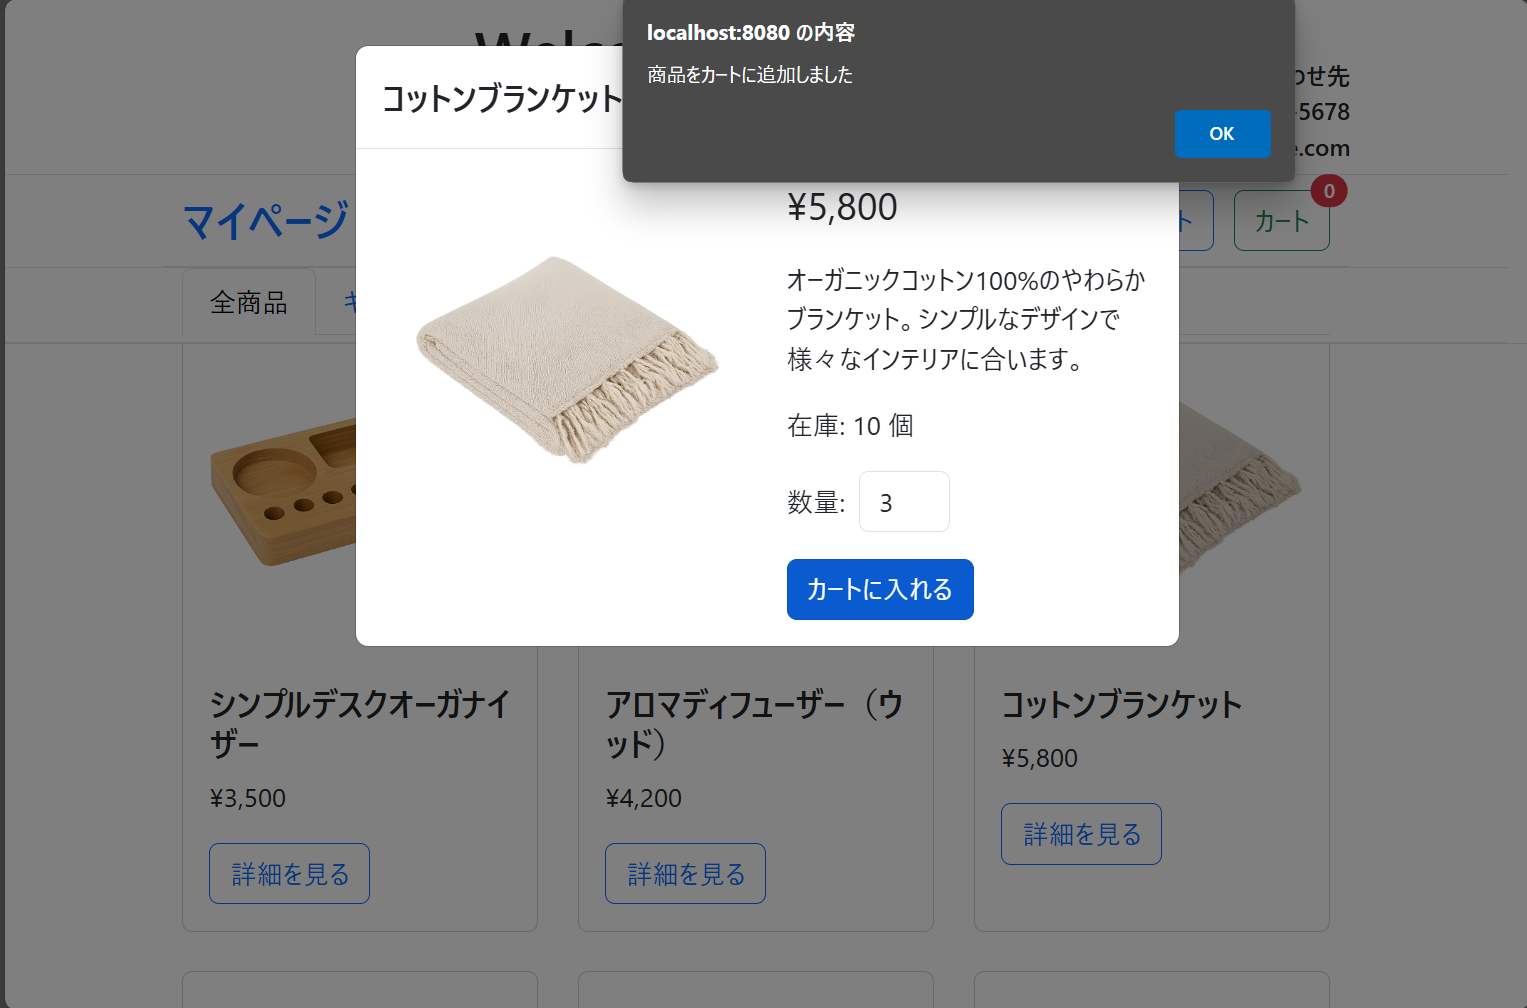 localhost:8080 の内容
商品をカートに追加しました
OK
コットンブランケット
わせ先
-5678
e.com
マイページ
ト
カート
0
全商品
¥5,800
オーガニックコットン100%のやわらか
ブランケット。シンプルなデザインで
様々なインテリアに合います。
在庫: 10 個
数量: 3
カートに入れる
シンプルデスクオーガナイ
ザー
¥3,500
詳細を見る
アロマディフューザー（ウ
ッド）
¥4,200
詳細を見る
コットンブランケット
¥5,800
詳細を見る